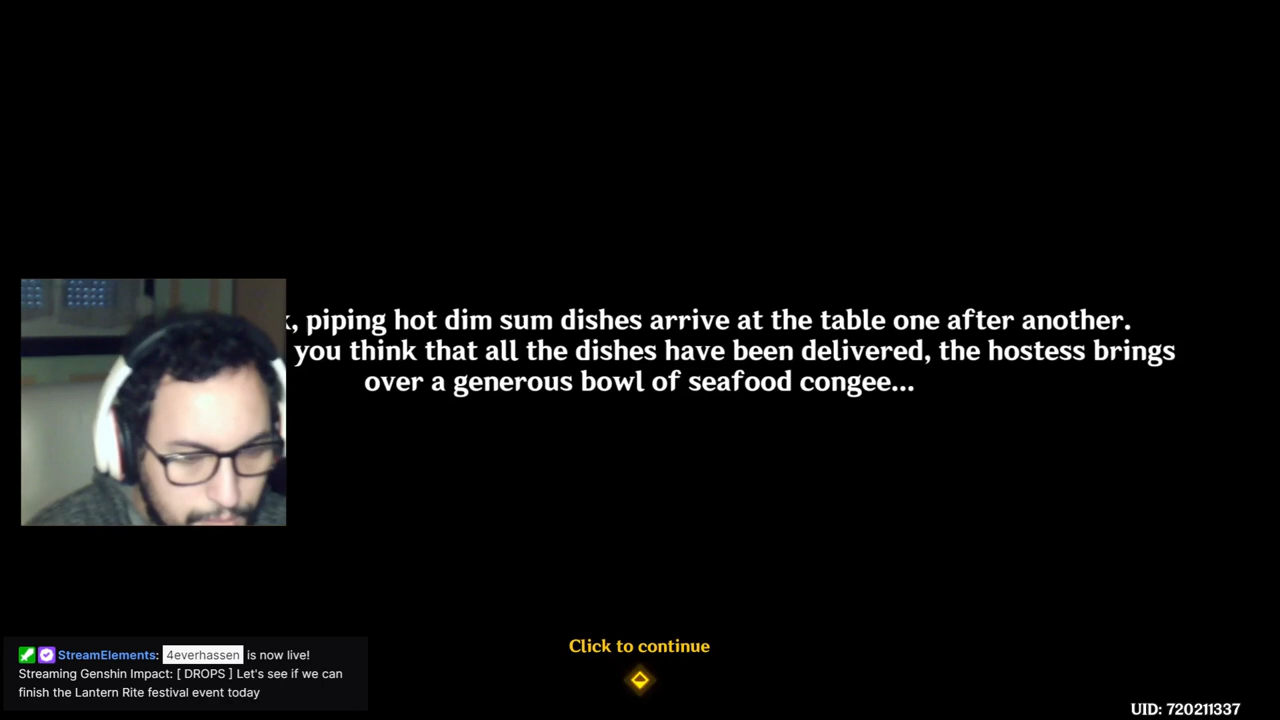 piping hot dim sum dishes arrive at the table one after another.
you think that all the dishes have been delivered, the hostess brings
over a generous bowl of seafood congee...
StreamElements: 4everhassen is now live!
Streaming Genshin Impact: [ DROPS ] Let's see if we can
finish the Lantern Rite festival event today
Click to continue
UID: 720211337